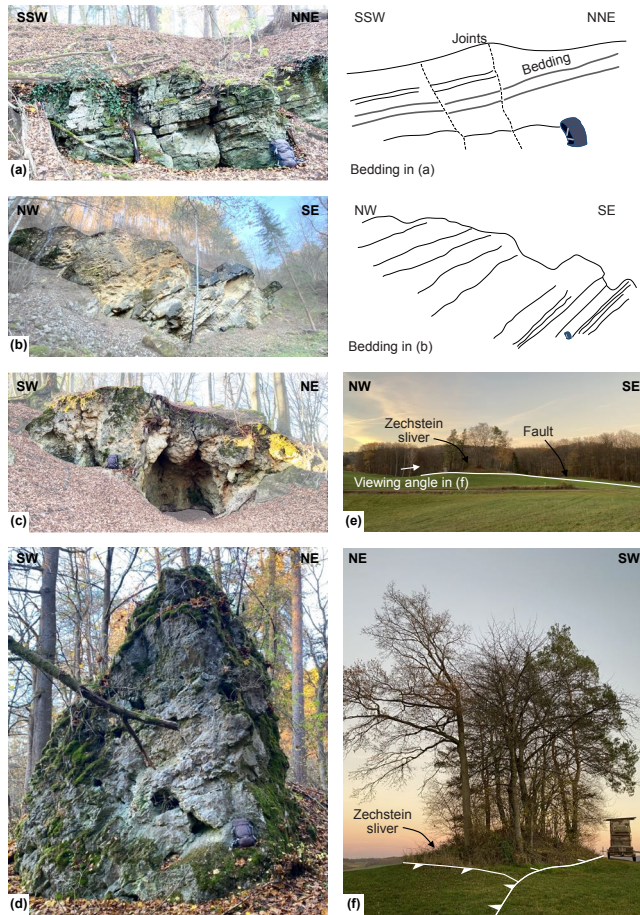 SSW NNE
(a)
SSW NNE
Joints
Bedding
Bedding in (a)
NW SE
(b)
NW SE
Bedding in (b)
SW NE
(c)
NW SE
Zechstein
sliver
Fault
Viewing angle in (f)
(e)
SW NE
(d)
NE SW
Zechstein
sliver
(f)